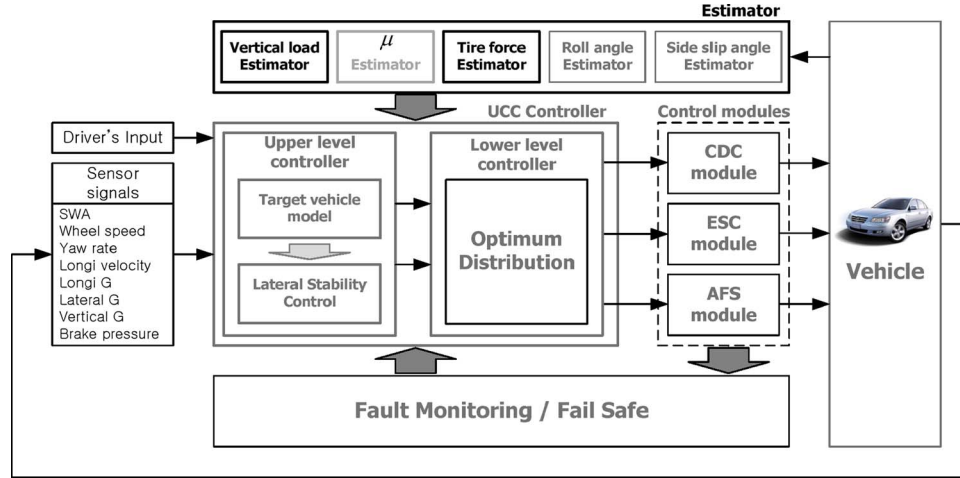 Estimator
Vertical load
Estimator
μ
Estimator
Tire force
Estimator
Roll angle
Estimator
Side slip angle
Estimator
UCC Controller
Control modules
Driver's Input
Sensor
signals
SWA
Wheel speed
Yaw rate
Longi velocity
Longi G
Lateral G
Vertical G
Brake pressure
Upper level
controller
Target vehicle
model
Lateral Stability
Control
Lower level
controller
Optimum
Distribution
CDC
module
ESC
module
AFS
module
Vehicle
Fault Monitoring / Fail Safe